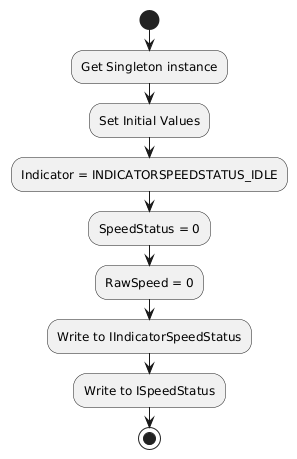 Get Singleton instance
Set Initial Values
Indicator = INDICATORSPEEDSTATUS_IDLE
SpeedStatus = 0
RawSpeed = 0
Write to IIndicatorSpeedStatus
Write to ISpeedStatus